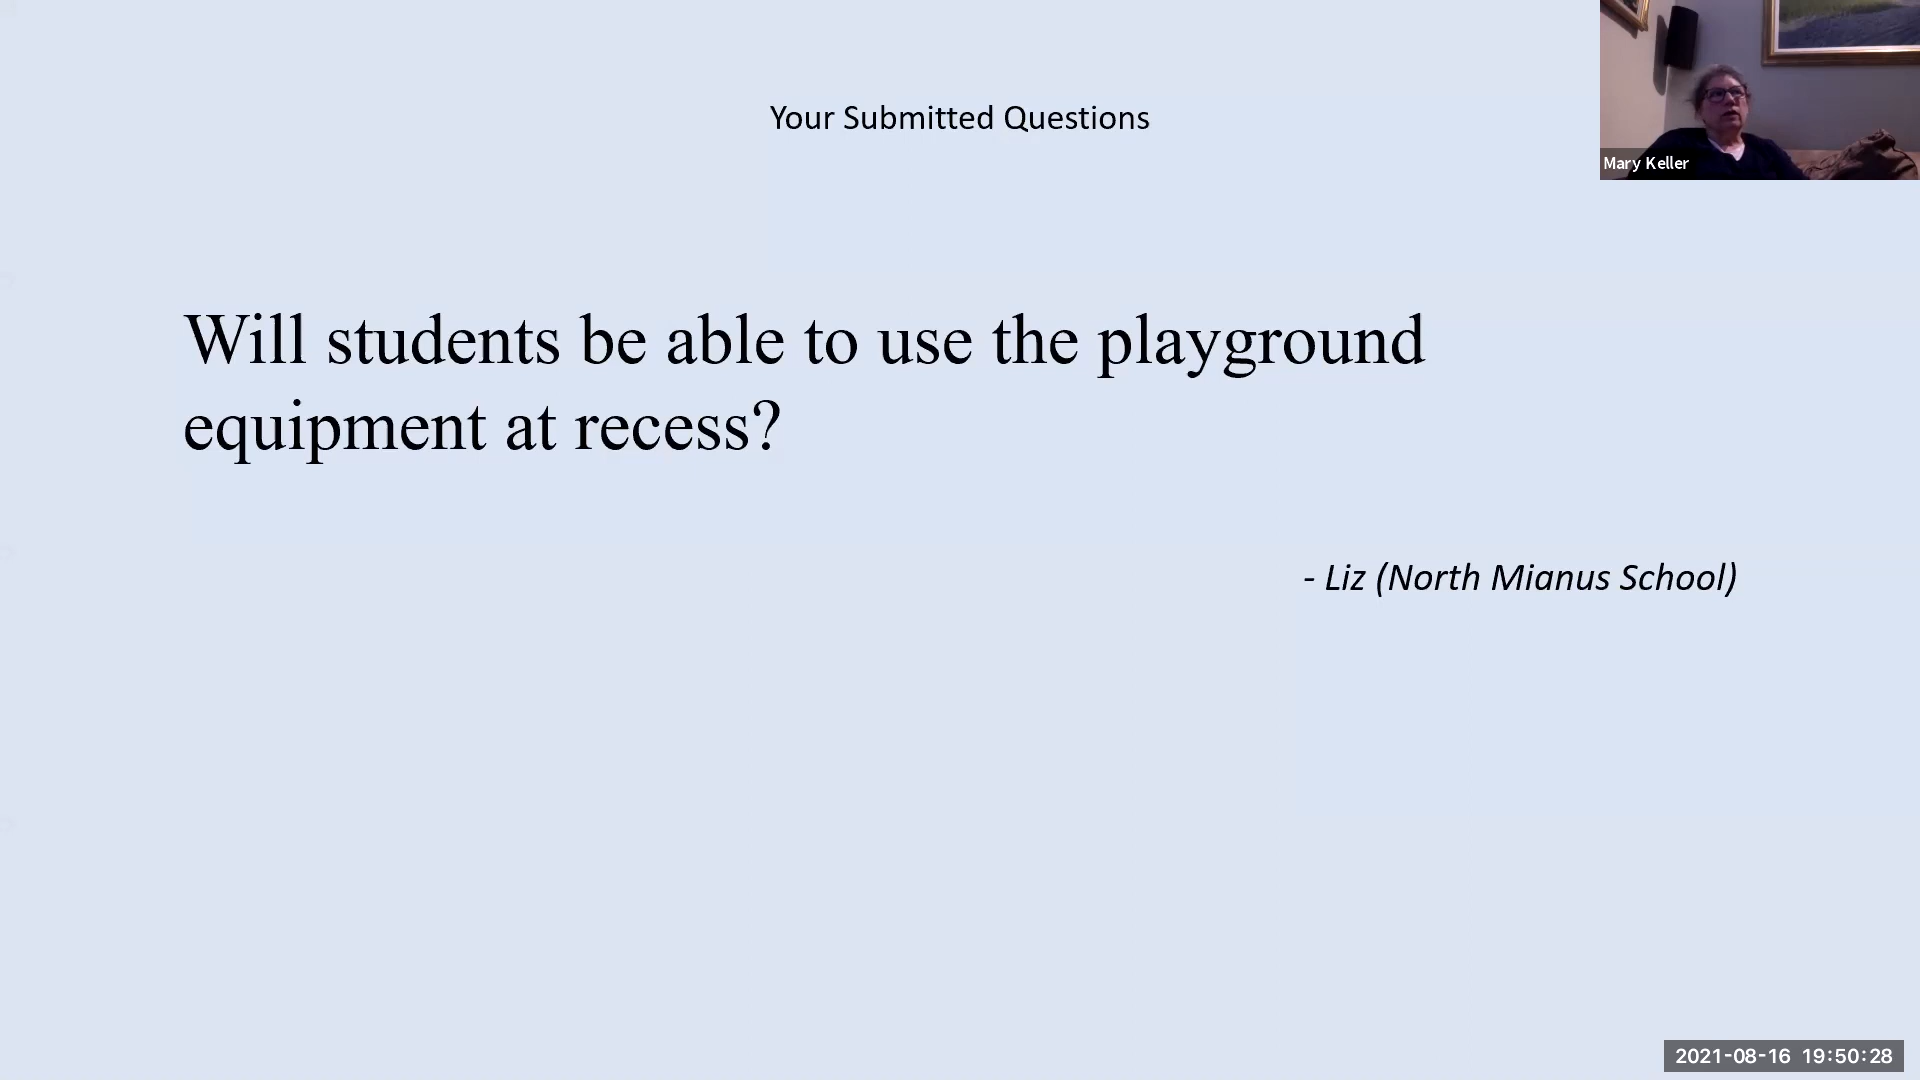 Your Submitted Questions
Mary Keller
Will students be able to use the playground
equipment at recess?
- Liz (North Mianus School)
2021-08-16 19:50:28